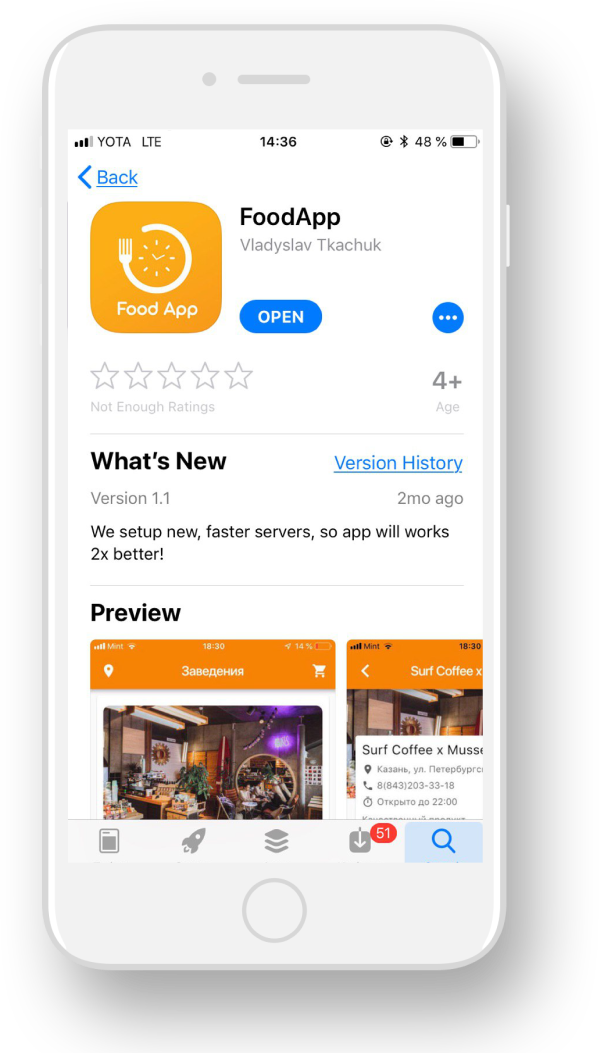 YOTA LTE 14:36 48 %
Back
FoodApp
Vladyslav Tkachuk
Food App
OPEN
Not Enough Ratings
4+
Age
What's New
Version History
Version 1.1
2mo ago
We setup new, faster servers, so app will works
2x better!
Preview
Mint 18:30 14 %
Заведения
Mint 18:30
Surf Coffee x
Surf Coffee x Musse
Казань, ул. Петербургс
8(843)203-33-18
Открыто до 22:00
Качественный продукт
51